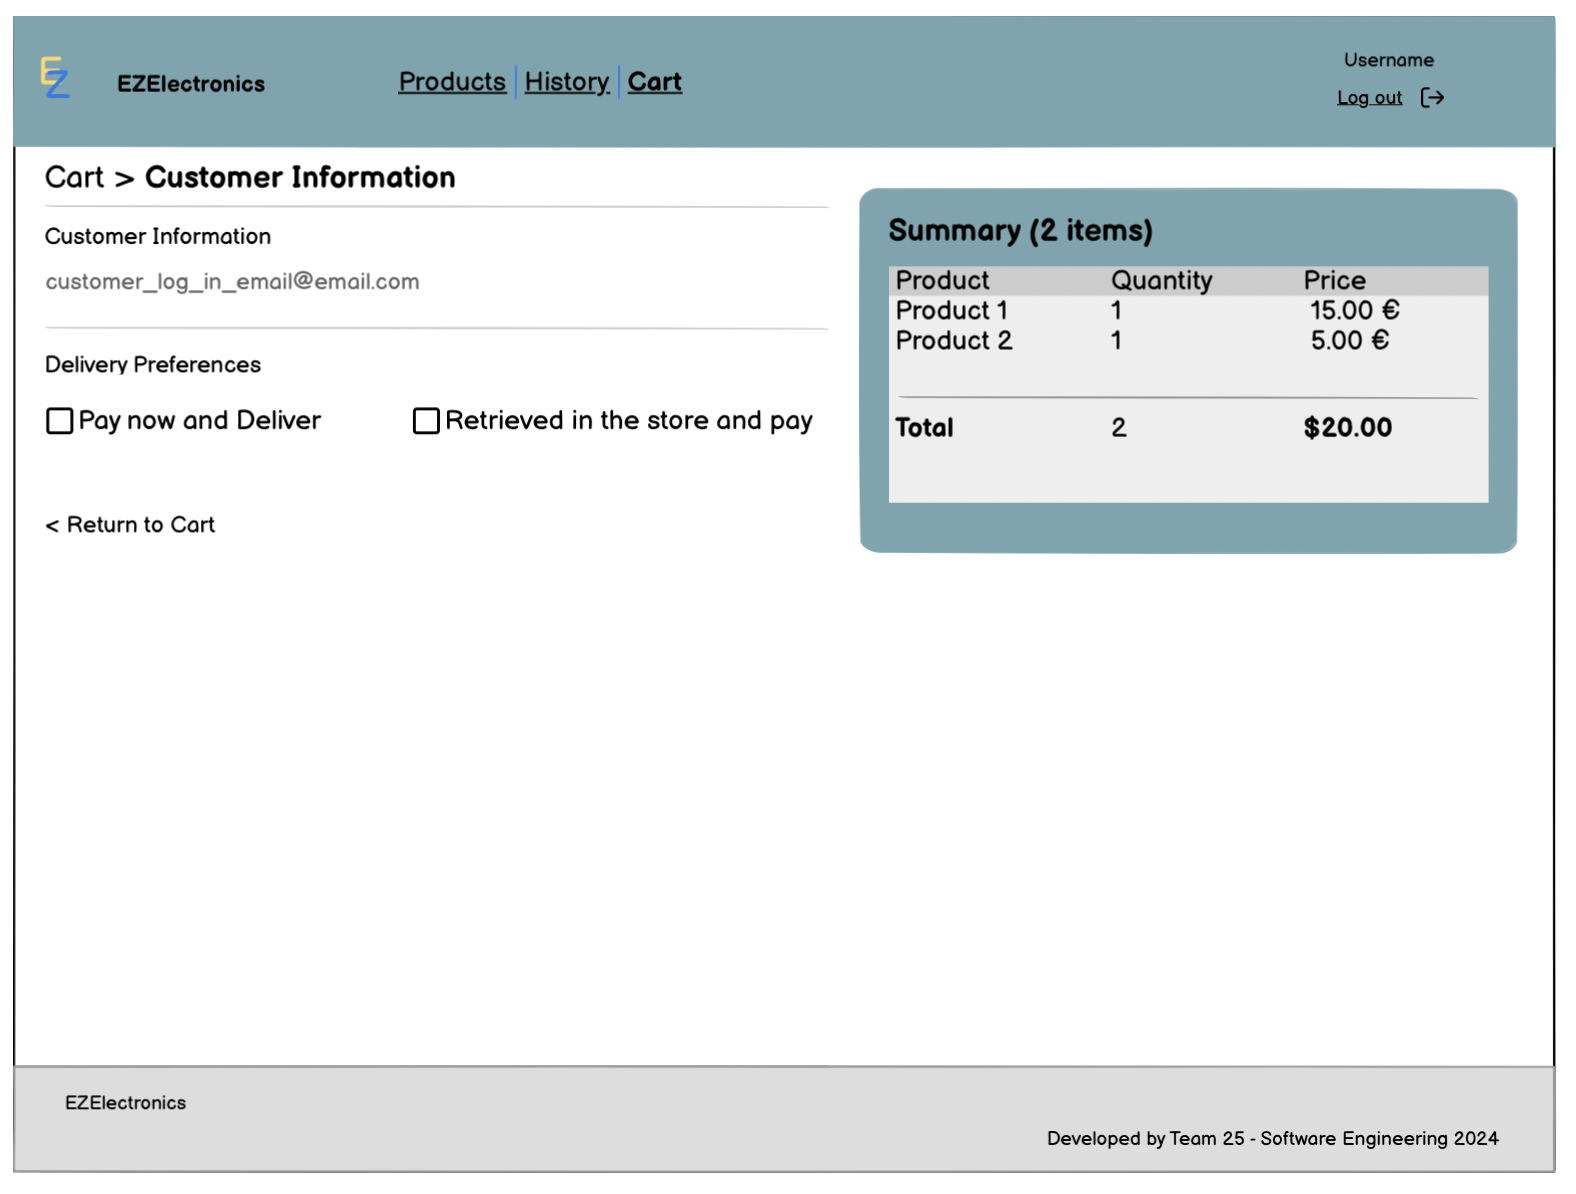 EZ
EZElectronics
Products History Cart
Username
Log out
Cart > Customer Information
Customer Information
customer_log_in_email@email.com
Delivery Preferences
Pay now and Deliver Retrieved in the store and pay
< Return to Cart
Summary (2 items)
Product Quantity Price
Product 1 1 15.00 €
Product 2 1 5.00 €
Total 2 $20.00
EZElectronics
Developed by Team 25 - Software Engineering 2024